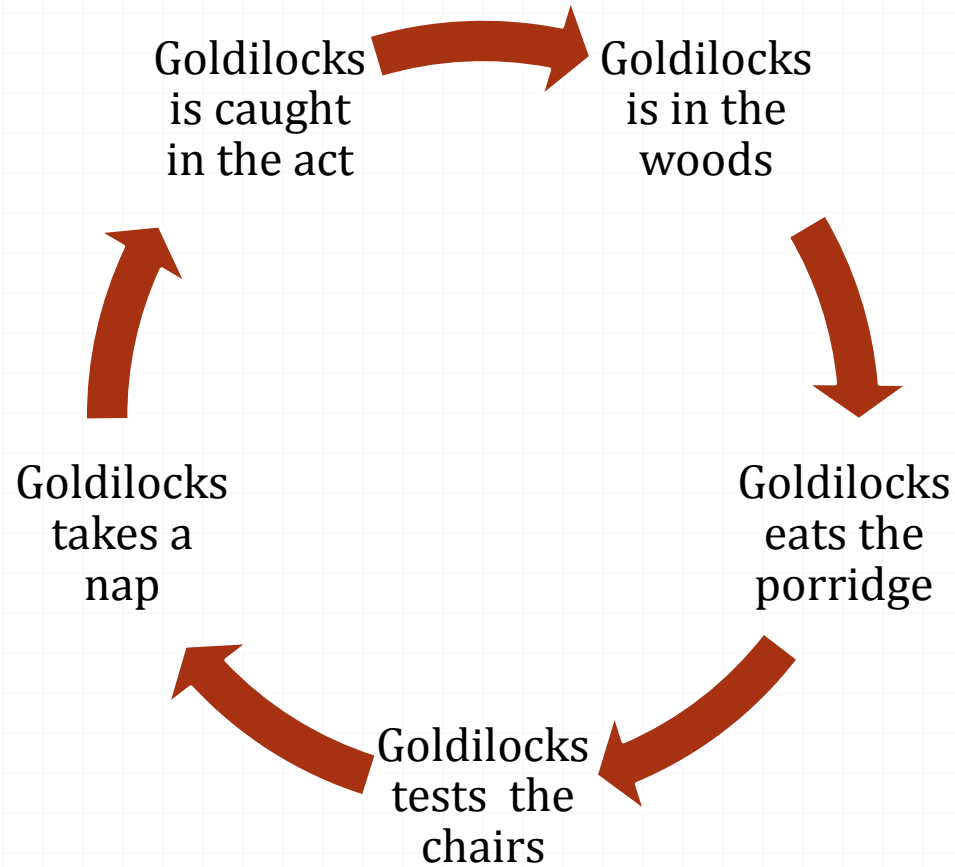 Goldilocks
is in the
woods
Goldilocks
eats the
porridge
Goldilocks
tests  the
chairs
Goldilocks
takes a
nap
Goldilocks
is caught
in the act